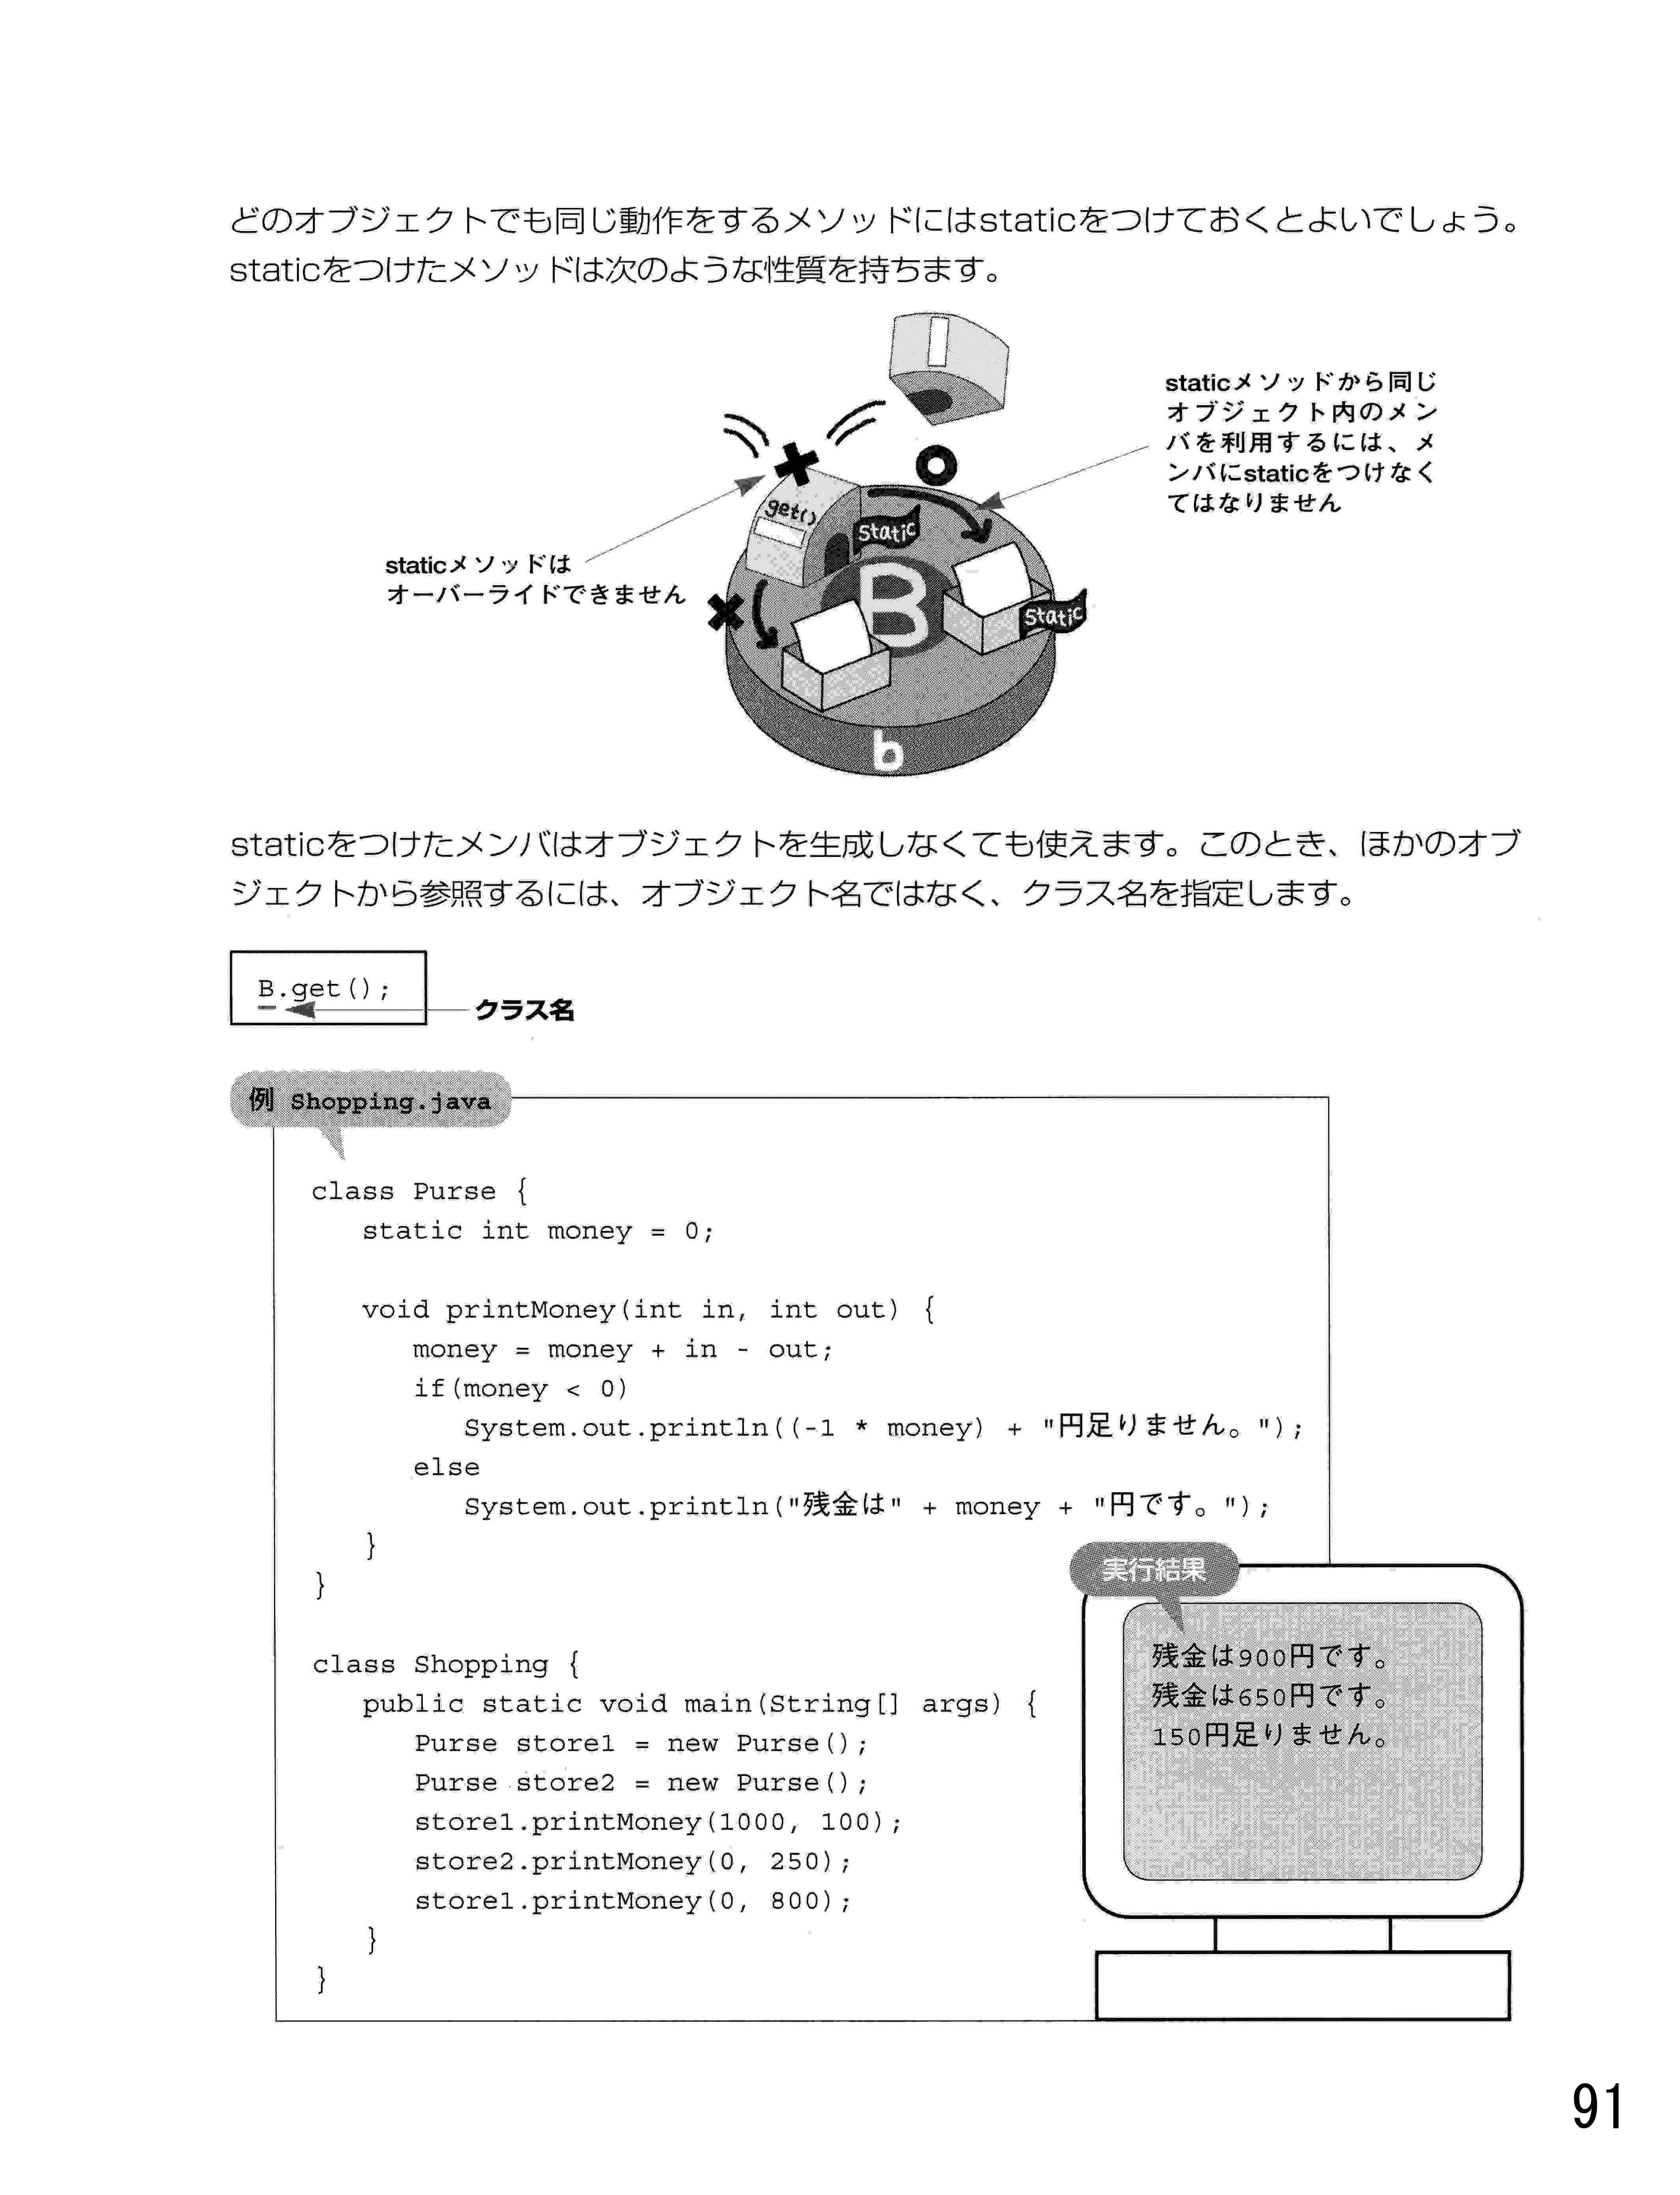 どのオブジェクトでも同じ動作をするメソッドにはstaticをつけておくとよいでしょう。
staticをつけたメソッドは次のような性質を持ちます。
staticメソッドから同じ
オブジェクト内のメン
バを利用するには、メ
ンバにstaticをつけなく
てはなりません
get()
static
staticメソッドは
オーバーライドできません
B
static
b
staticをつけたメンバはオブジェクトを生成しなくても使えます。このとき、ほかのオブ
ジェクトから参照するには、オブジェクト名ではなく、クラス名を指定します。
B.get();
クラス名
例 Shopping.java
class Purse {
   static int money = 0;
   void printMoney(int in, int out) {
      money = money + in - out;
      if(money < 0)
         System.out.println((-1 * money) + "円足りません。");
      else
         System.out.println("残金は" + money + "円です。");
   }
}
class Shopping {
   public static void main(String[] args) {
      Purse store1 = new Purse();
      Purse store2 = new Purse();
      store1.printMoney(1000, 100);
      store2.printMoney(0, 250);
      store1.printMoney(0, 800);
   }
}
実行結果
残金は900円です。
残金は650円です。
150円足りません。
91